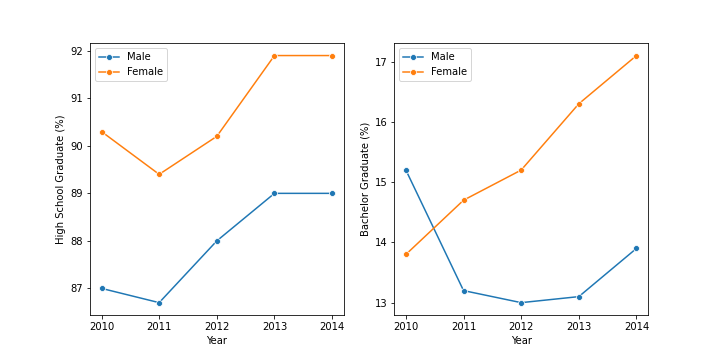 Male
Female
92
91
90
89
88
87
High School Graduate (%)
2010 2011 2012 2013 2014
Year
Male
Female
17
16
15
14
13
Bachelor Graduate (%)
2010 2011 2012 2013 2014
Year